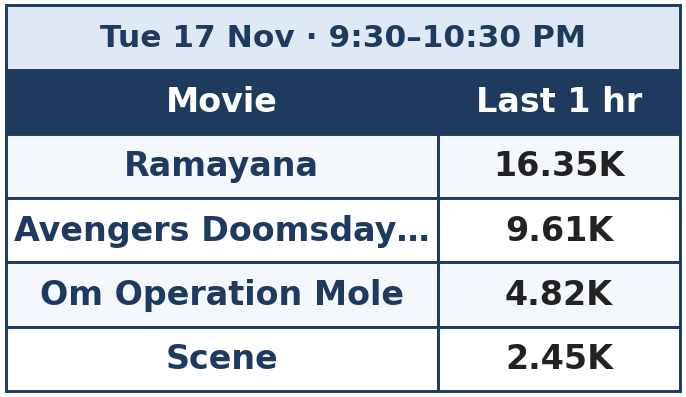 Tue 17 Nov · 9:30–10:30 PM
Movie Last 1 hr
Ramayana 16.35K
Avengers Doomsday... 9.61K
Om Operation Mole 4.82K
Scene 2.45K